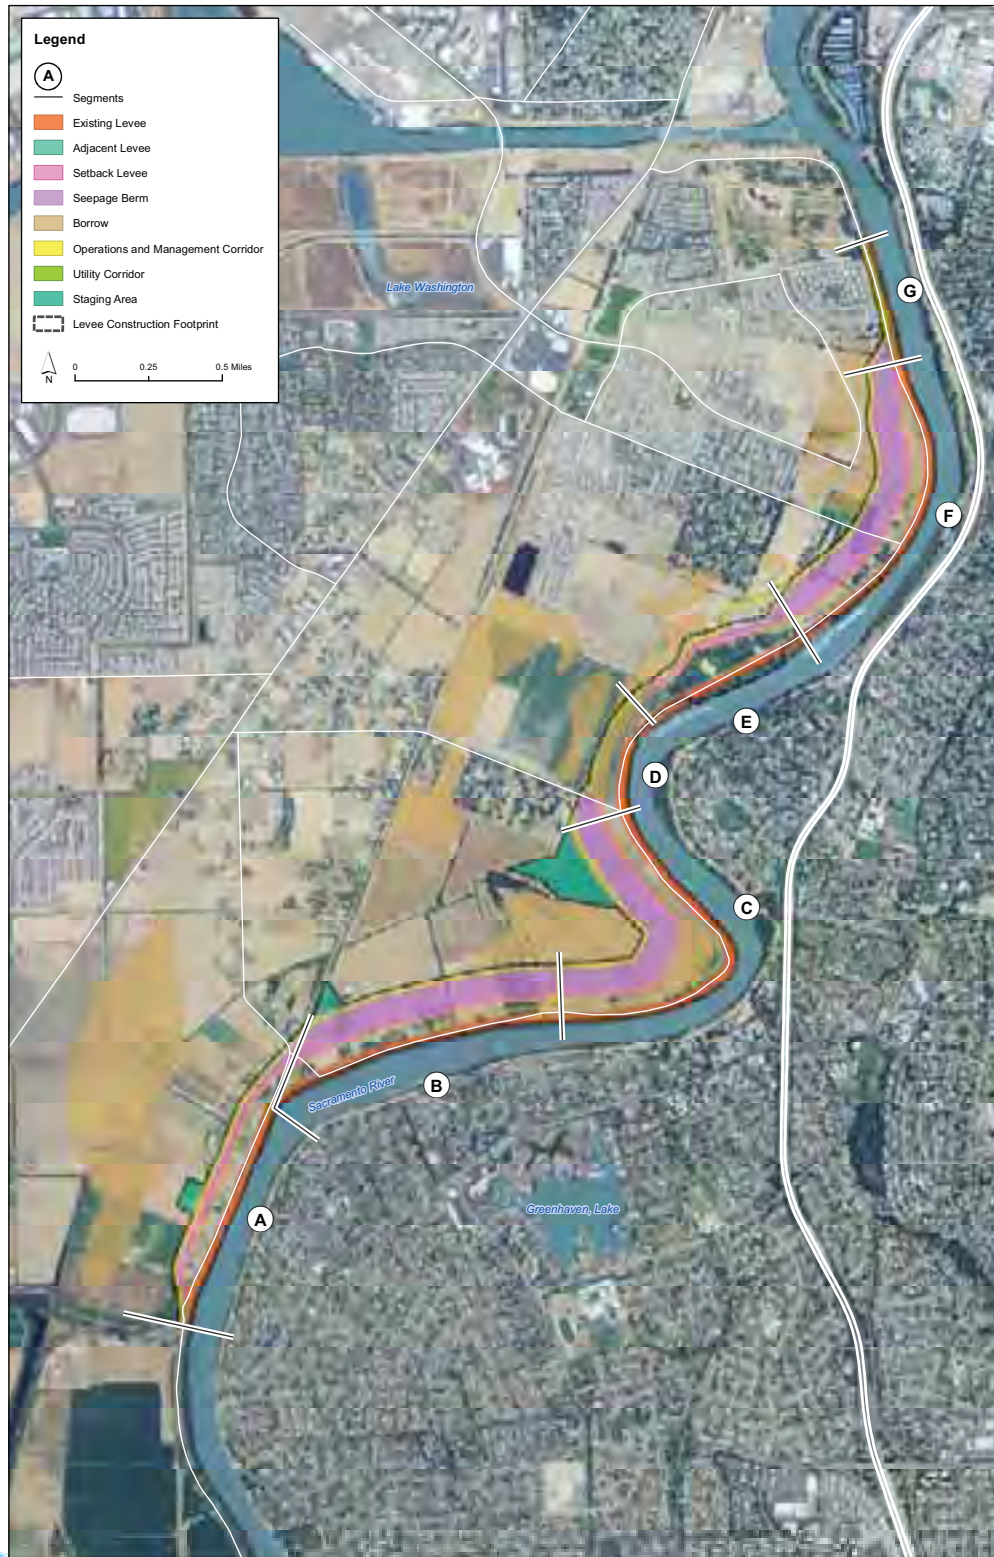 Legend
A
Segments
Existing Levee
Adjacent Levee
Setback Levee
Seepage Berm
Borrow
Operations and Management Corridor
Utility Corridor
Staging Area
Levee Construction Footprint
N
0 0.25 0.5 Miles
Lake Washington
G
F
E
D
C
B
Sacramento River
A
Greenhaven, Lake